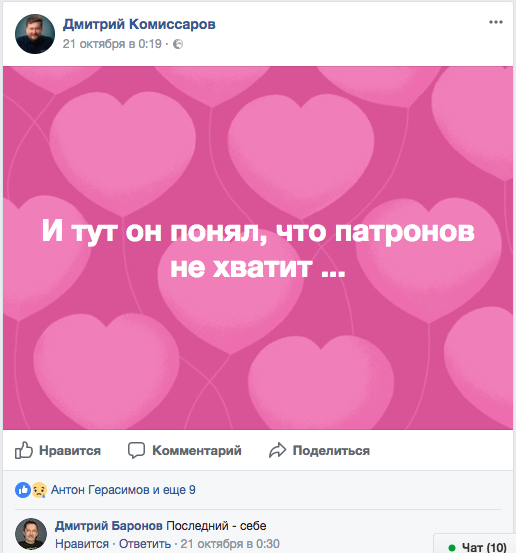 Дмитрий Комиссаров
21 октября в 0:19 ·
И тут он понял, что патронов
не хватит ...
Нравится Комментарий Поделиться
Антон Герасимов и еще 9
Дмитрий Баронов Последний - себе
Нравится · Ответить · 21 октября в 0:30
Чат (10)